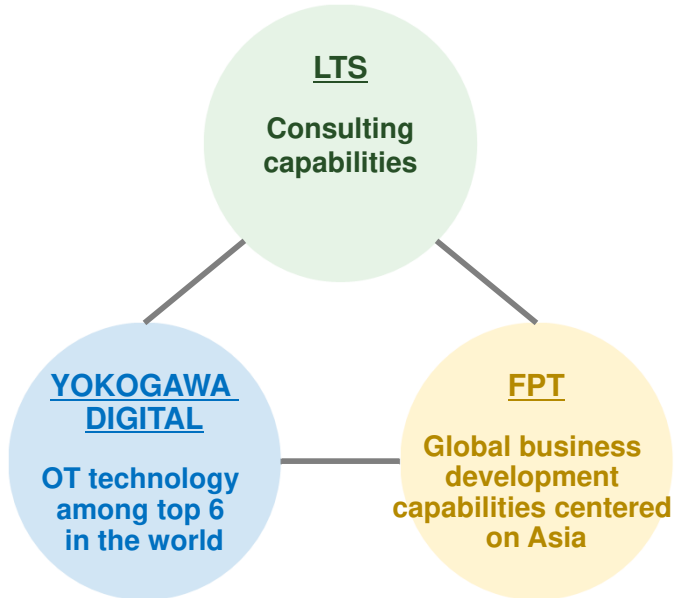 LTS
Consulting
capabilities
YOKOGAWA
DIGITAL
OT technology
among top 6
in the world
FPT
Global business
development
capabilities centered
on Asia